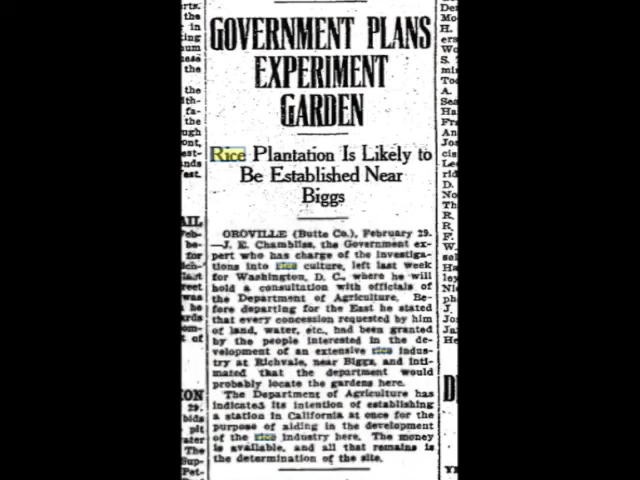 GOVERNMENT PLANS
EXPERIMENT
GARDEN
Rice Plantation Is Likely to
Be Established Near
Biggs
OROVILLE (Butte Co.), February 29.
—J. E. Chambliss, the Government ex-
pert who has charge of the investiga-
tions into rice culture, left last week
for Washington, D. C., where he will
hold a consultation with officials of
the Department of Agriculture. Be-
fore departing for the East he stated
that every concession requested by him
of land, water, etc., had been granted
by the people interested in the de-
velopment of an extensive rice indus-
try at Richvale, near Biggs, and inti-
mated that the department would
probably locate the gardens here.
The Department of Agriculture has
indicated its intention of establishing
a station in California at once for the
purpose of aiding in the development
of the rice industry here. The money
is available, and all that remains is
the determination of the site.